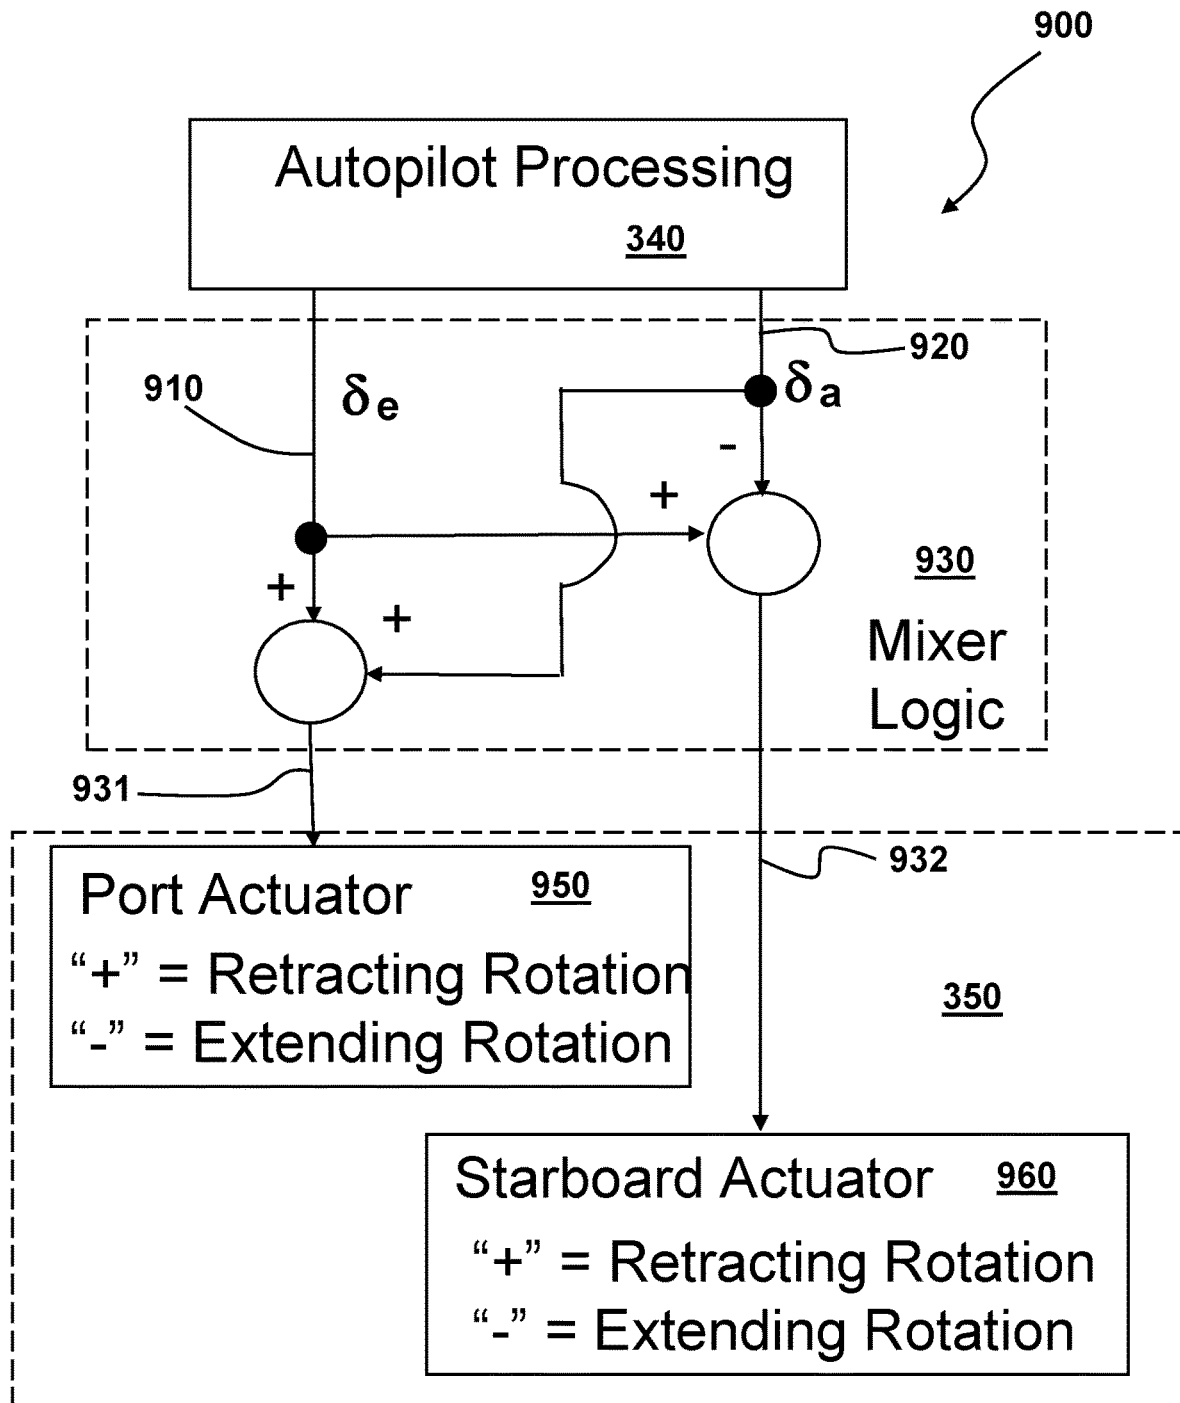 900
Autopilot Processing
340
920
910
δe
δa
-
+
+
+
930
Mixer
Logic
931
932
Port Actuator 950
“+” = Retracting Rotation
“-” = Extending Rotation
350
Starboard Actuator 960
“+” = Retracting Rotation
“-” = Extending Rotation